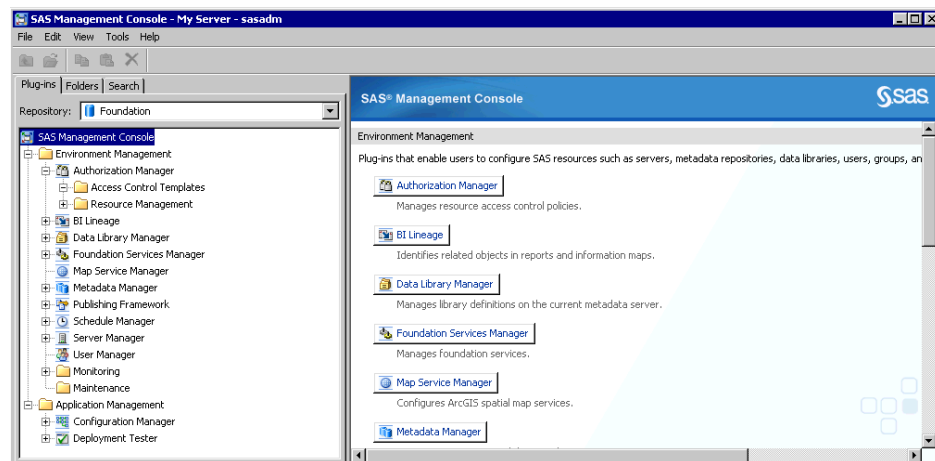 SAS Management Console - My Server - sasadm
File Edit View Tools Help
Plug-ins Folders Search
Repository: Foundation
SAS Management Console
Environment Management
Authorization Manager
Access Control Templates
Resource Management
BI Lineage
Data Library Manager
Foundation Services Manager
Map Service Manager
Metadata Manager
Publishing Framework
Schedule Manager
Server Manager
User Manager
Monitoring
Maintenance
Application Management
Configuration Manager
Deployment Tester
SAS® Management Console
sas
Environment Management
Plug-ins that enable users to configure SAS resources such as servers, metadata repositories, data libraries, users, groups, an
Authorization Manager
Manages resource access control policies.
BI Lineage
Identifies related objects in reports and information maps.
Data Library Manager
Manages library definitions on the current metadata server.
Foundation Services Manager
Manages foundation services.
Map Service Manager
Configures ArcGIS spatial map services.
Metadata Manager